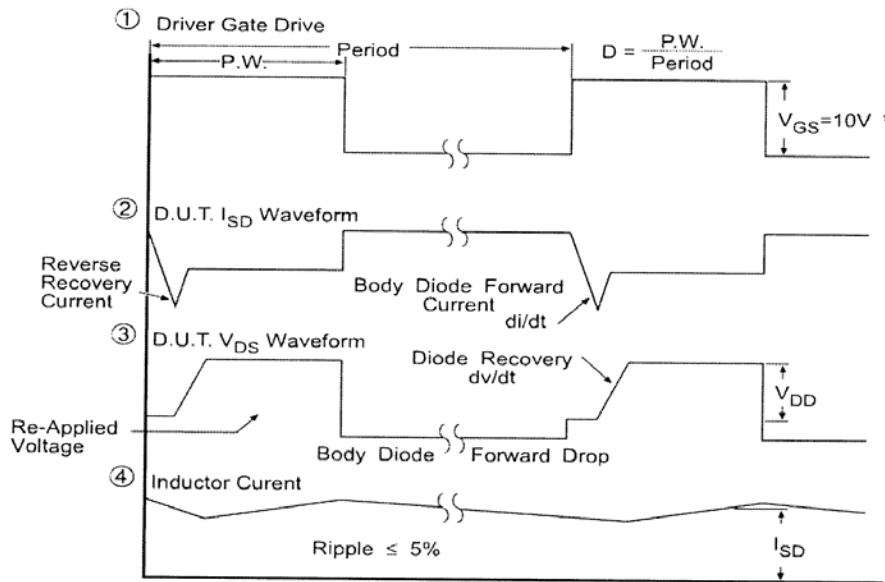 ① Driver Gate Drive
Period
P.W.
D = P.W.
Period
V_GS=10V *
② D.U.T. I_SD Waveform
Reverse
Recovery
Current
Body Diode Forward
Current
di/dt
③ D.U.T. V_DS Waveform
Diode Recovery
dv/dt
V_DD
Re-Applied
Voltage
Body Diode Forward Drop
④ Inductor Curent
Ripple ≤ 5%
I_SD